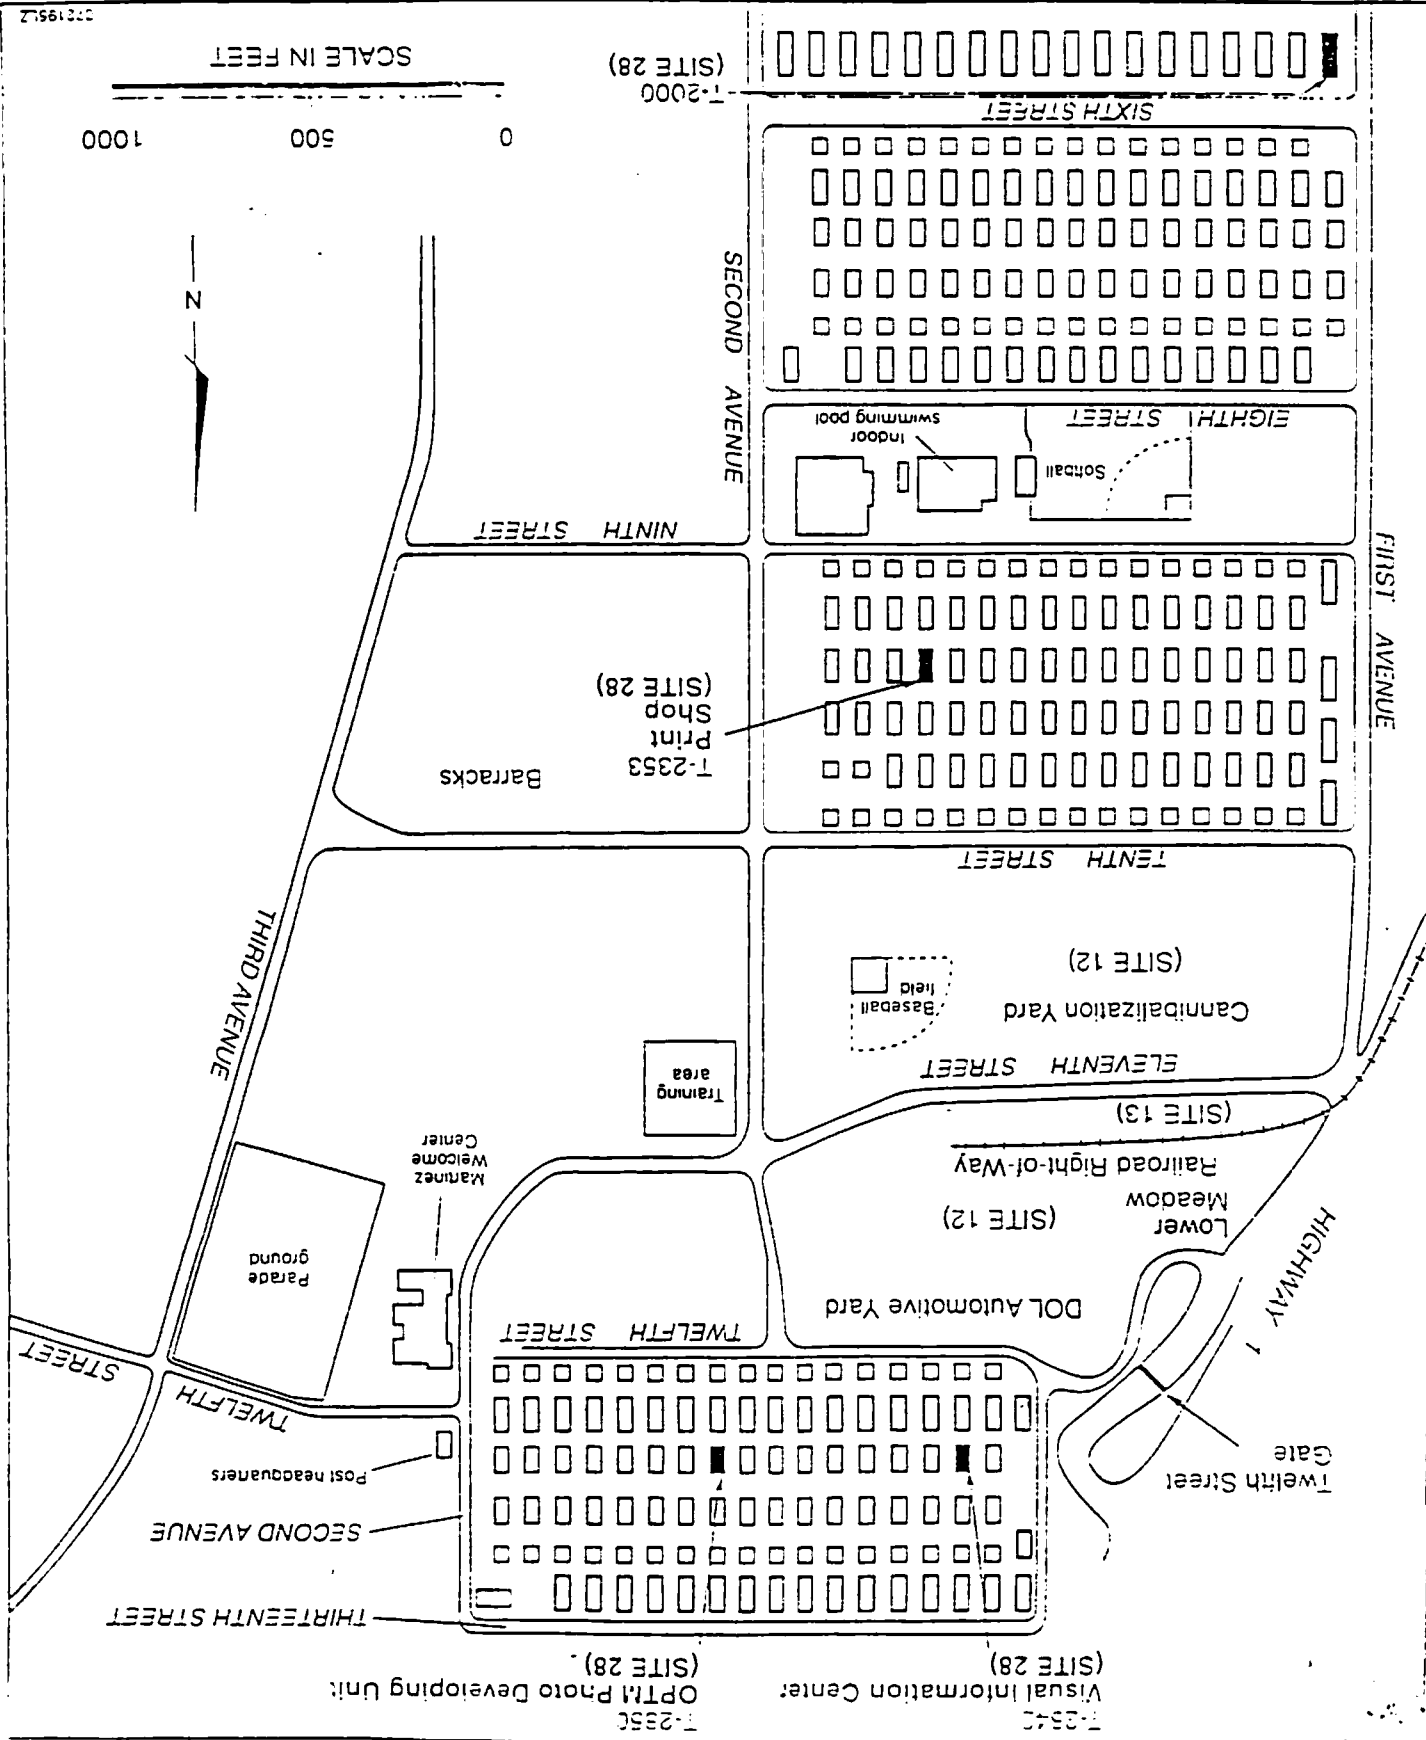 Visual Information Center
(SITE 28)
OPTM Photo Developing Unit
(SITE 28)
THIRTEENTH STREET
SECOND AVENUE
Post headquarters
Twelfth Street
Gate
TWELFTH
STREET
TWELFTH STREET
HIGHWAY 1
DOL Automotive Yard
(SITE 12)
Lower
Meadow
Railroad Right-of-Way
(SITE 13)
Parade
ground
Martinez
Welcome
Center
Training
area
ELEVENTH STREET
Cannibalization Yard
(SITE 12)
Baseball
field
THIRD AVENUE
TENTH STREET
Barracks
T-2353
Print
Shop
(SITE 28)
FIRST AVENUE
NINTH STREET
Softball
Indoor
swimming pool
EIGHTH STREET
SECOND AVENUE
N
SIXTH STREET
T-2000
(SITE 28)
0
500
1000
SCALE IN FEET